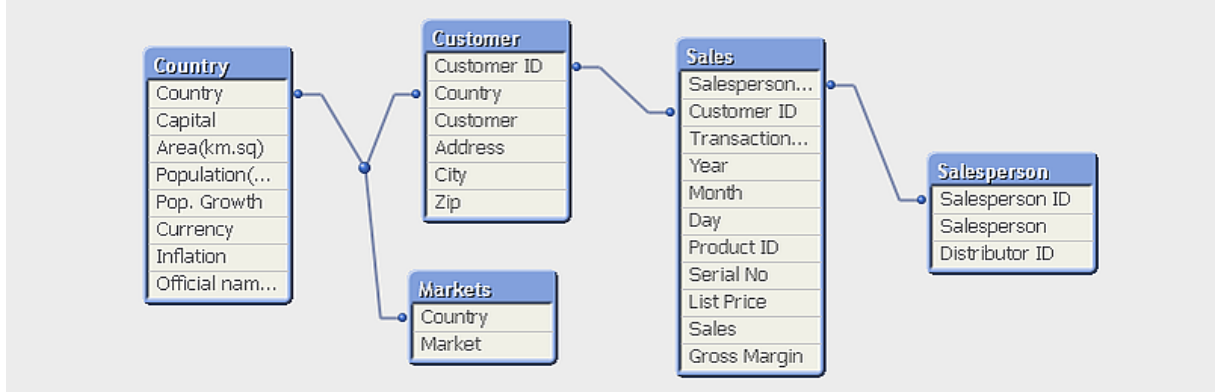 Country
Country
Capital
Area(km.sq)
Population(...
Pop. Growth
Currency
Inflation
Official nam...
Customer
Customer ID
Country
Customer
Address
City
Zip
Markets
Country
Market
Sales
Salesperson...
Customer ID
Transaction...
Year
Month
Day
Product ID
Serial No
List Price
Sales
Gross Margin
Salesperson
Salesperson ID
Salesperson
Distributor ID